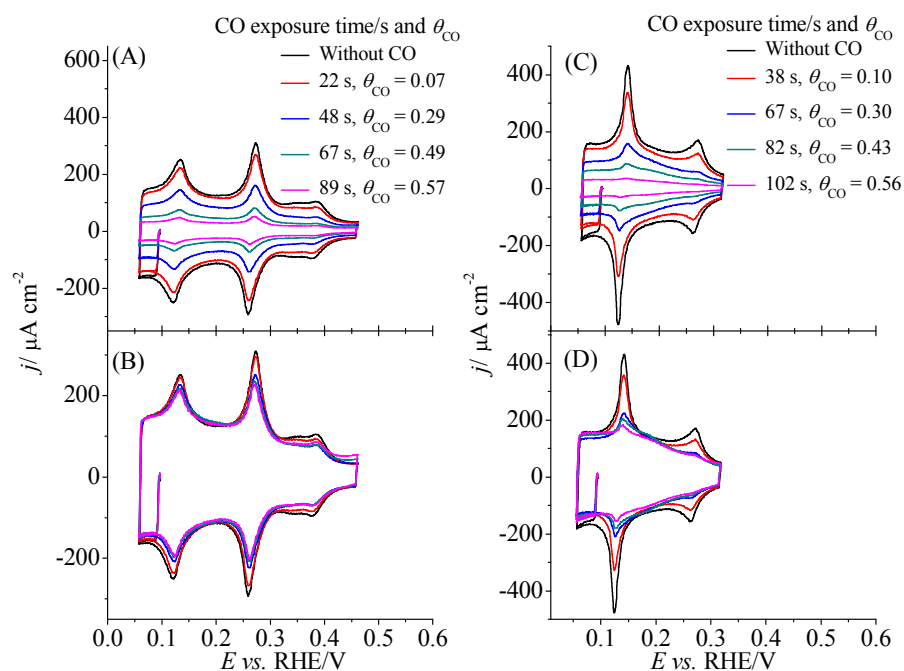 CO exposure time/s and θCO
(A)
Without CO
22 s, θCO = 0.07
48 s, θCO = 0.29
67 s, θCO = 0.49
89 s, θCO = 0.57
600
400
200
0
-200
CO exposure time/s and θCO
(C)
Without CO
38 s, θCO = 0.10
67 s, θCO = 0.30
82 s, θCO = 0.43
102 s, θCO = 0.56
400
200
0
-200
-400
j/ μA cm-2
j/ μA cm-2
(B)
200
0
-200
0.0 0.1 0.2 0.3 0.4 0.5 0.6
E vs. RHE/V
(D)
400
200
0
-200
-400
0.1 0.2 0.3 0.4 0.5 0.6
E vs. RHE/V